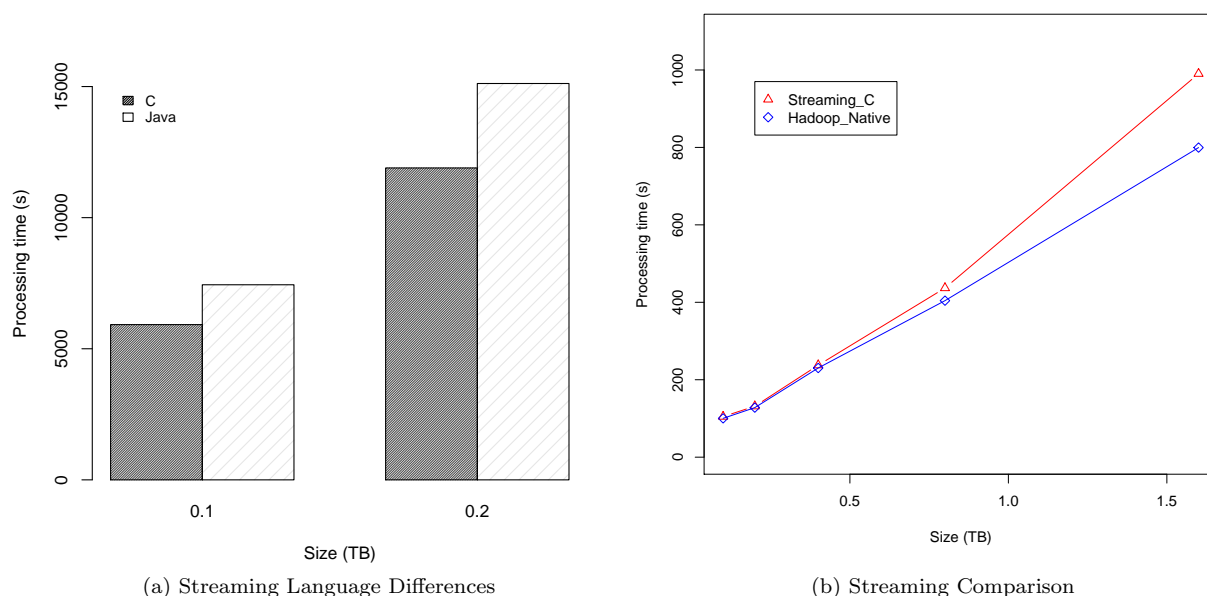 Processing time (s)
15000
10000
5000
0
C
Java
0.1
0.2
Size (TB)
(a) Streaming Language Differences
Processing time (s)
1000
800
600
400
200
0
Streaming_C
Hadoop_Native
0.5
1.0
1.5
Size (TB)
(b) Streaming Comparison